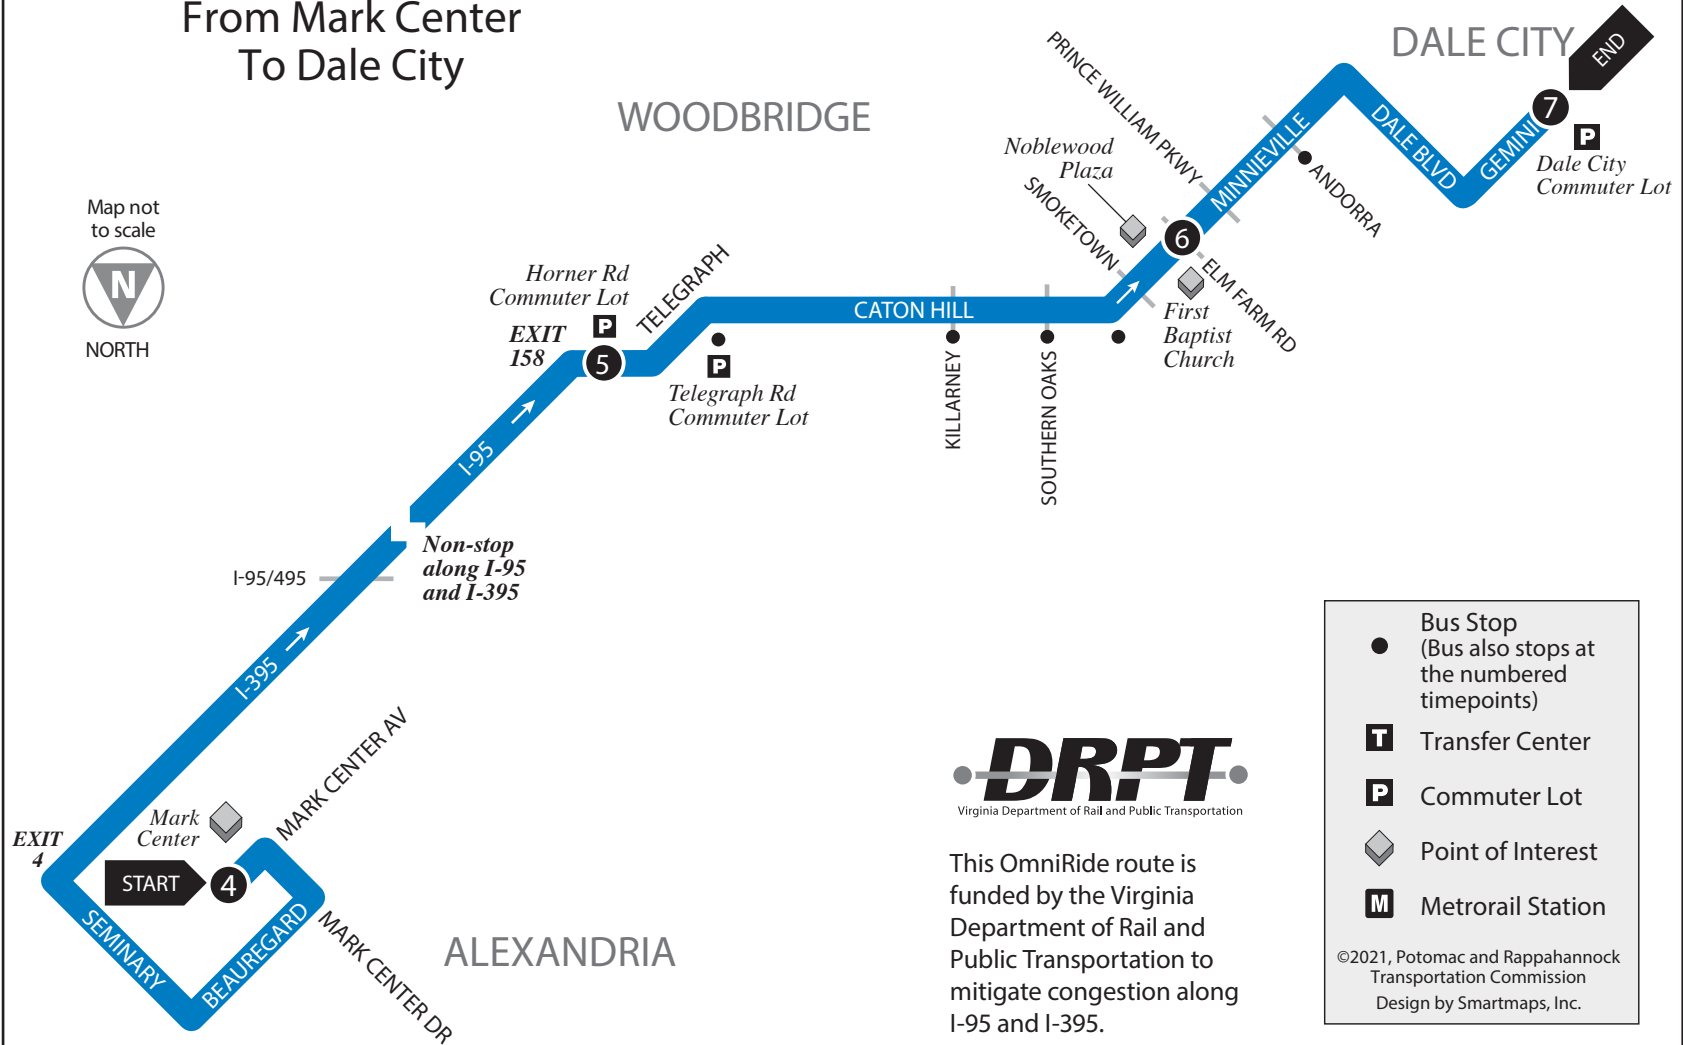 From Mark Center
To Dale City
DALE CITY
END
WOODBRIDGE
PRINCE WILLIAM PKWY
7
P
Dale City
Commuter Lot
GEMINI
DALE BLVD
MINNIEVILLE
ANDORRA
Noblewood
Plaza
SMOKETOWN
6
ELM FARM RD
First
Baptist
Church
Map not
to scale
N
NORTH
Horner Rd
Commuter Lot
P
TELEGRAPH
EXIT
158
5
CATON HILL
P
Telegraph Rd
Commuter Lot
KILLARNEY
SOUTHERN OAKS
I-95
Non-stop
along I-95
and I-395
I-95/495
I-395
MARK CENTER AV
Mark
Center
EXIT
4
START
4
SEMINARY
BEAUREGARD
MARK CENTER DR
ALEXANDRIA
DRPT
Virginia Department of Rail and Public Transportation
This OmniRide route is
funded by the Virginia
Department of Rail and
Public Transportation to
mitigate congestion along
I-95 and I-395.
Bus Stop
(Bus also stops at
the numbered
timepoints)
T Transfer Center
P Commuter Lot
Point of Interest
M Metrorail Station
©2021, Potomac and Rappahannock
Transportation Commission
Design by Smartmaps, Inc.